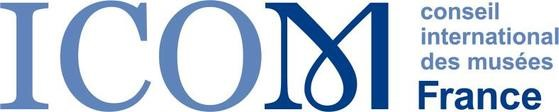 ICOM
conseil
international
des musées
France